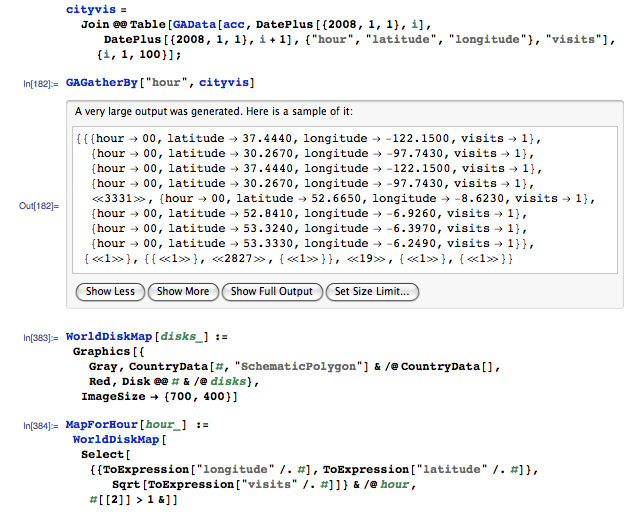 cityvis =
Join @@ Table[GAData[acc, DatePlus[{2008, 1, 1}, i],
DatePlus[{2008, 1, 1}, i + 1], {"hour", "latitude", "longitude"}, "visits"],
{i, 1, 100}];
In[182]:= GAGatherBy["hour", cityvis]
A very large output was generated. Here is a sample of it:
{{{hour → 00, latitude → 37.4440, longitude → -122.1500, visits → 1},
{hour → 00, latitude → 30.2670, longitude → -97.7430, visits → 1},
{hour → 00, latitude → 37.4440, longitude → -122.1500, visits → 1},
{hour → 00, latitude → 30.2670, longitude → -97.7430, visits → 1},
Out[182]= ≪3331≫, {hour → 00, latitude → 52.6650, longitude → -8.6230, visits → 1},
{hour → 00, latitude → 52.8410, longitude → -6.9260, visits → 1},
{hour → 00, latitude → 53.3240, longitude → -6.3970, visits → 1},
{hour → 00, latitude → 53.3330, longitude → -6.2490, visits → 1}},
{≪1≫}, {{≪1≫}, ≪2827≫, {≪1≫}}, ≪19≫, {≪1≫}, {≪1≫}}
Show Less Show More Show Full Output Set Size Limit...
In[383]:= WorldDiskMap[disks_] :=
Graphics[{
Gray, CountryData[#, "SchematicPolygon"] & /@ CountryData[],
Red, Disk @@ # & /@ disks},
ImageSize → {700, 400}]
In[384]:= MapForHour[hour_] :=
WorldDiskMap[
Select[
{{ToExpression["longitude" /. #], ToExpression["latitude" /. #]},
Sqrt[ToExpression["visits" /. #]]} & /@ hour,
#[[2]] > 1 &]]